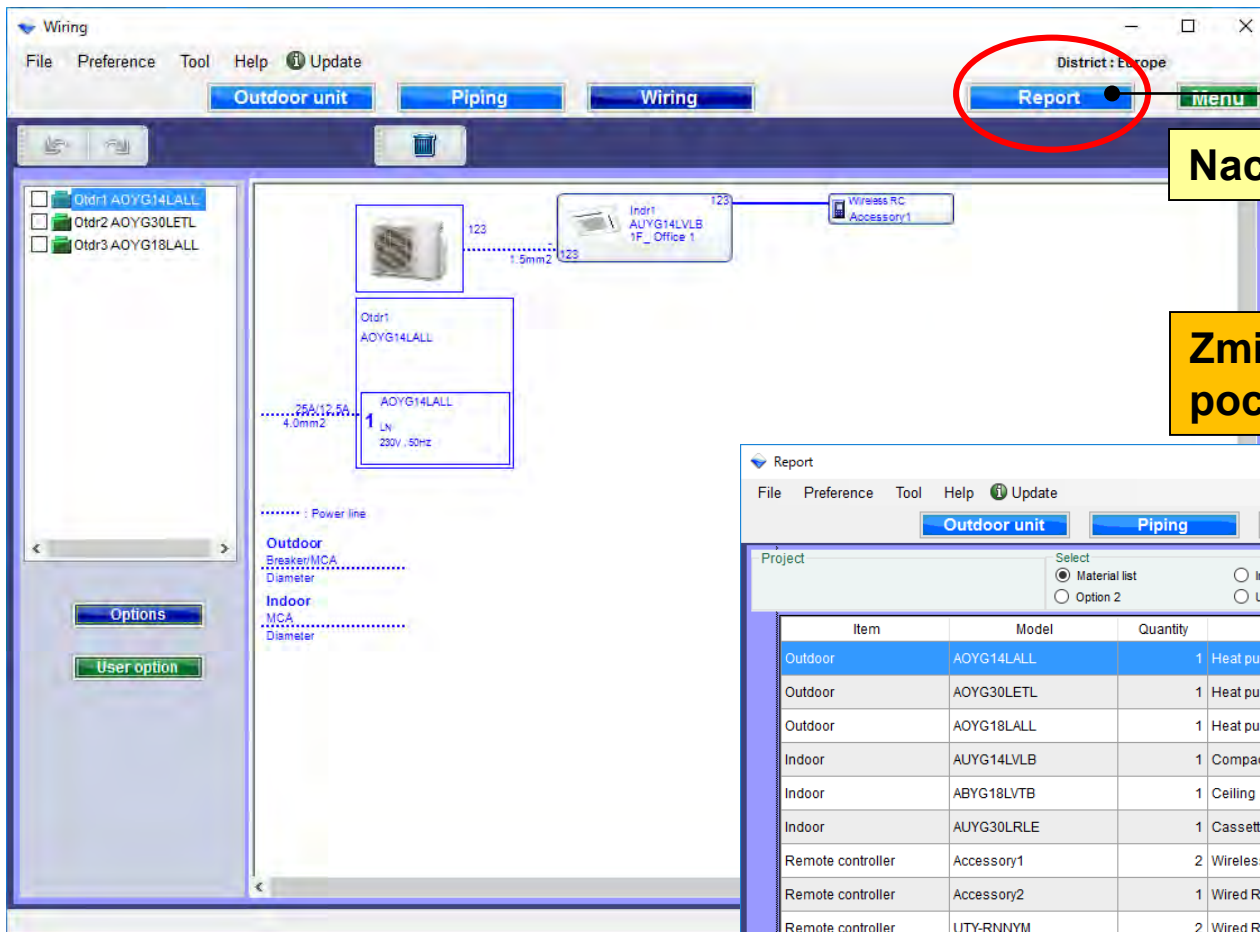 Wiring
File Preference Tool Help Update
District : Europe
Outdoor unit Piping Wiring Report Menu
Otdr1 AOYG14LALL
Otdr2 AOYG30LETL
Otdr3 AOYG18LALL
123
1.5mm2
123
Indr1
AUYG14LVLB
1F_ Office 1
123
Wireless RC
Accessory1
Otdr1
AOYG14LALL
25A/12.5A
4.0mm2
AOYG14LALL
1 LN
230V , 50Hz
: Power line
Outdoor
Breaker/MCA
Diameter
Indoor
MCA
Diameter
Options
User option
Report
File Preference Tool Help Update
Outdoor unit Piping
Project
Select
Material list
Option 2
Item Model Quantity
Outdoor AOYG14LALL 1 Heat pu
Outdoor AOYG30LETL 1 Heat pu
Outdoor AOYG18LALL 1 Heat pu
Indoor AUYG14LVLB 1 Compa
Indoor ABYG18LVTB 1 Ceiling
Indoor AUYG30LRLE 1 Cassett
Remote controller Accessory1 2 Wireles
Remote controller Accessory2 1 Wired R
Remote controller UTY-RNNYM 2 Wired R
Nac
Zmi
poc